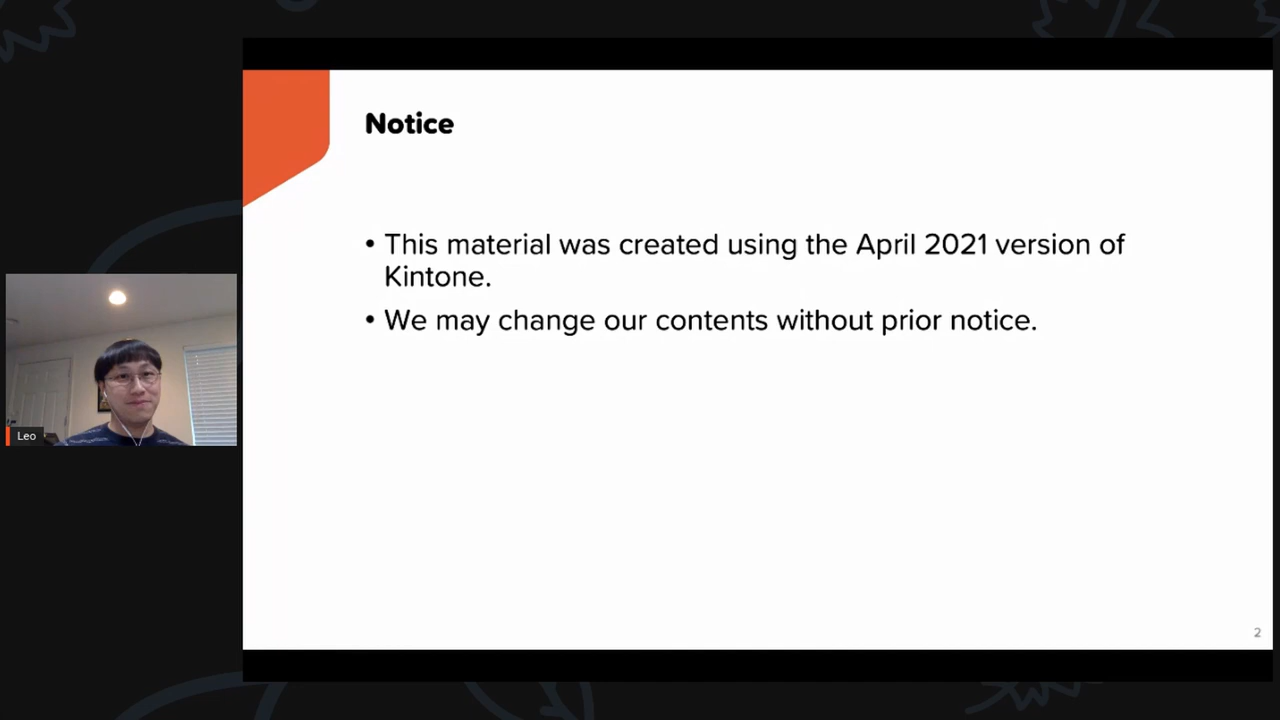 Notice
• This material was created using the April 2021 version of
Kintone.
• We may change our contents without prior notice.
Leo
2